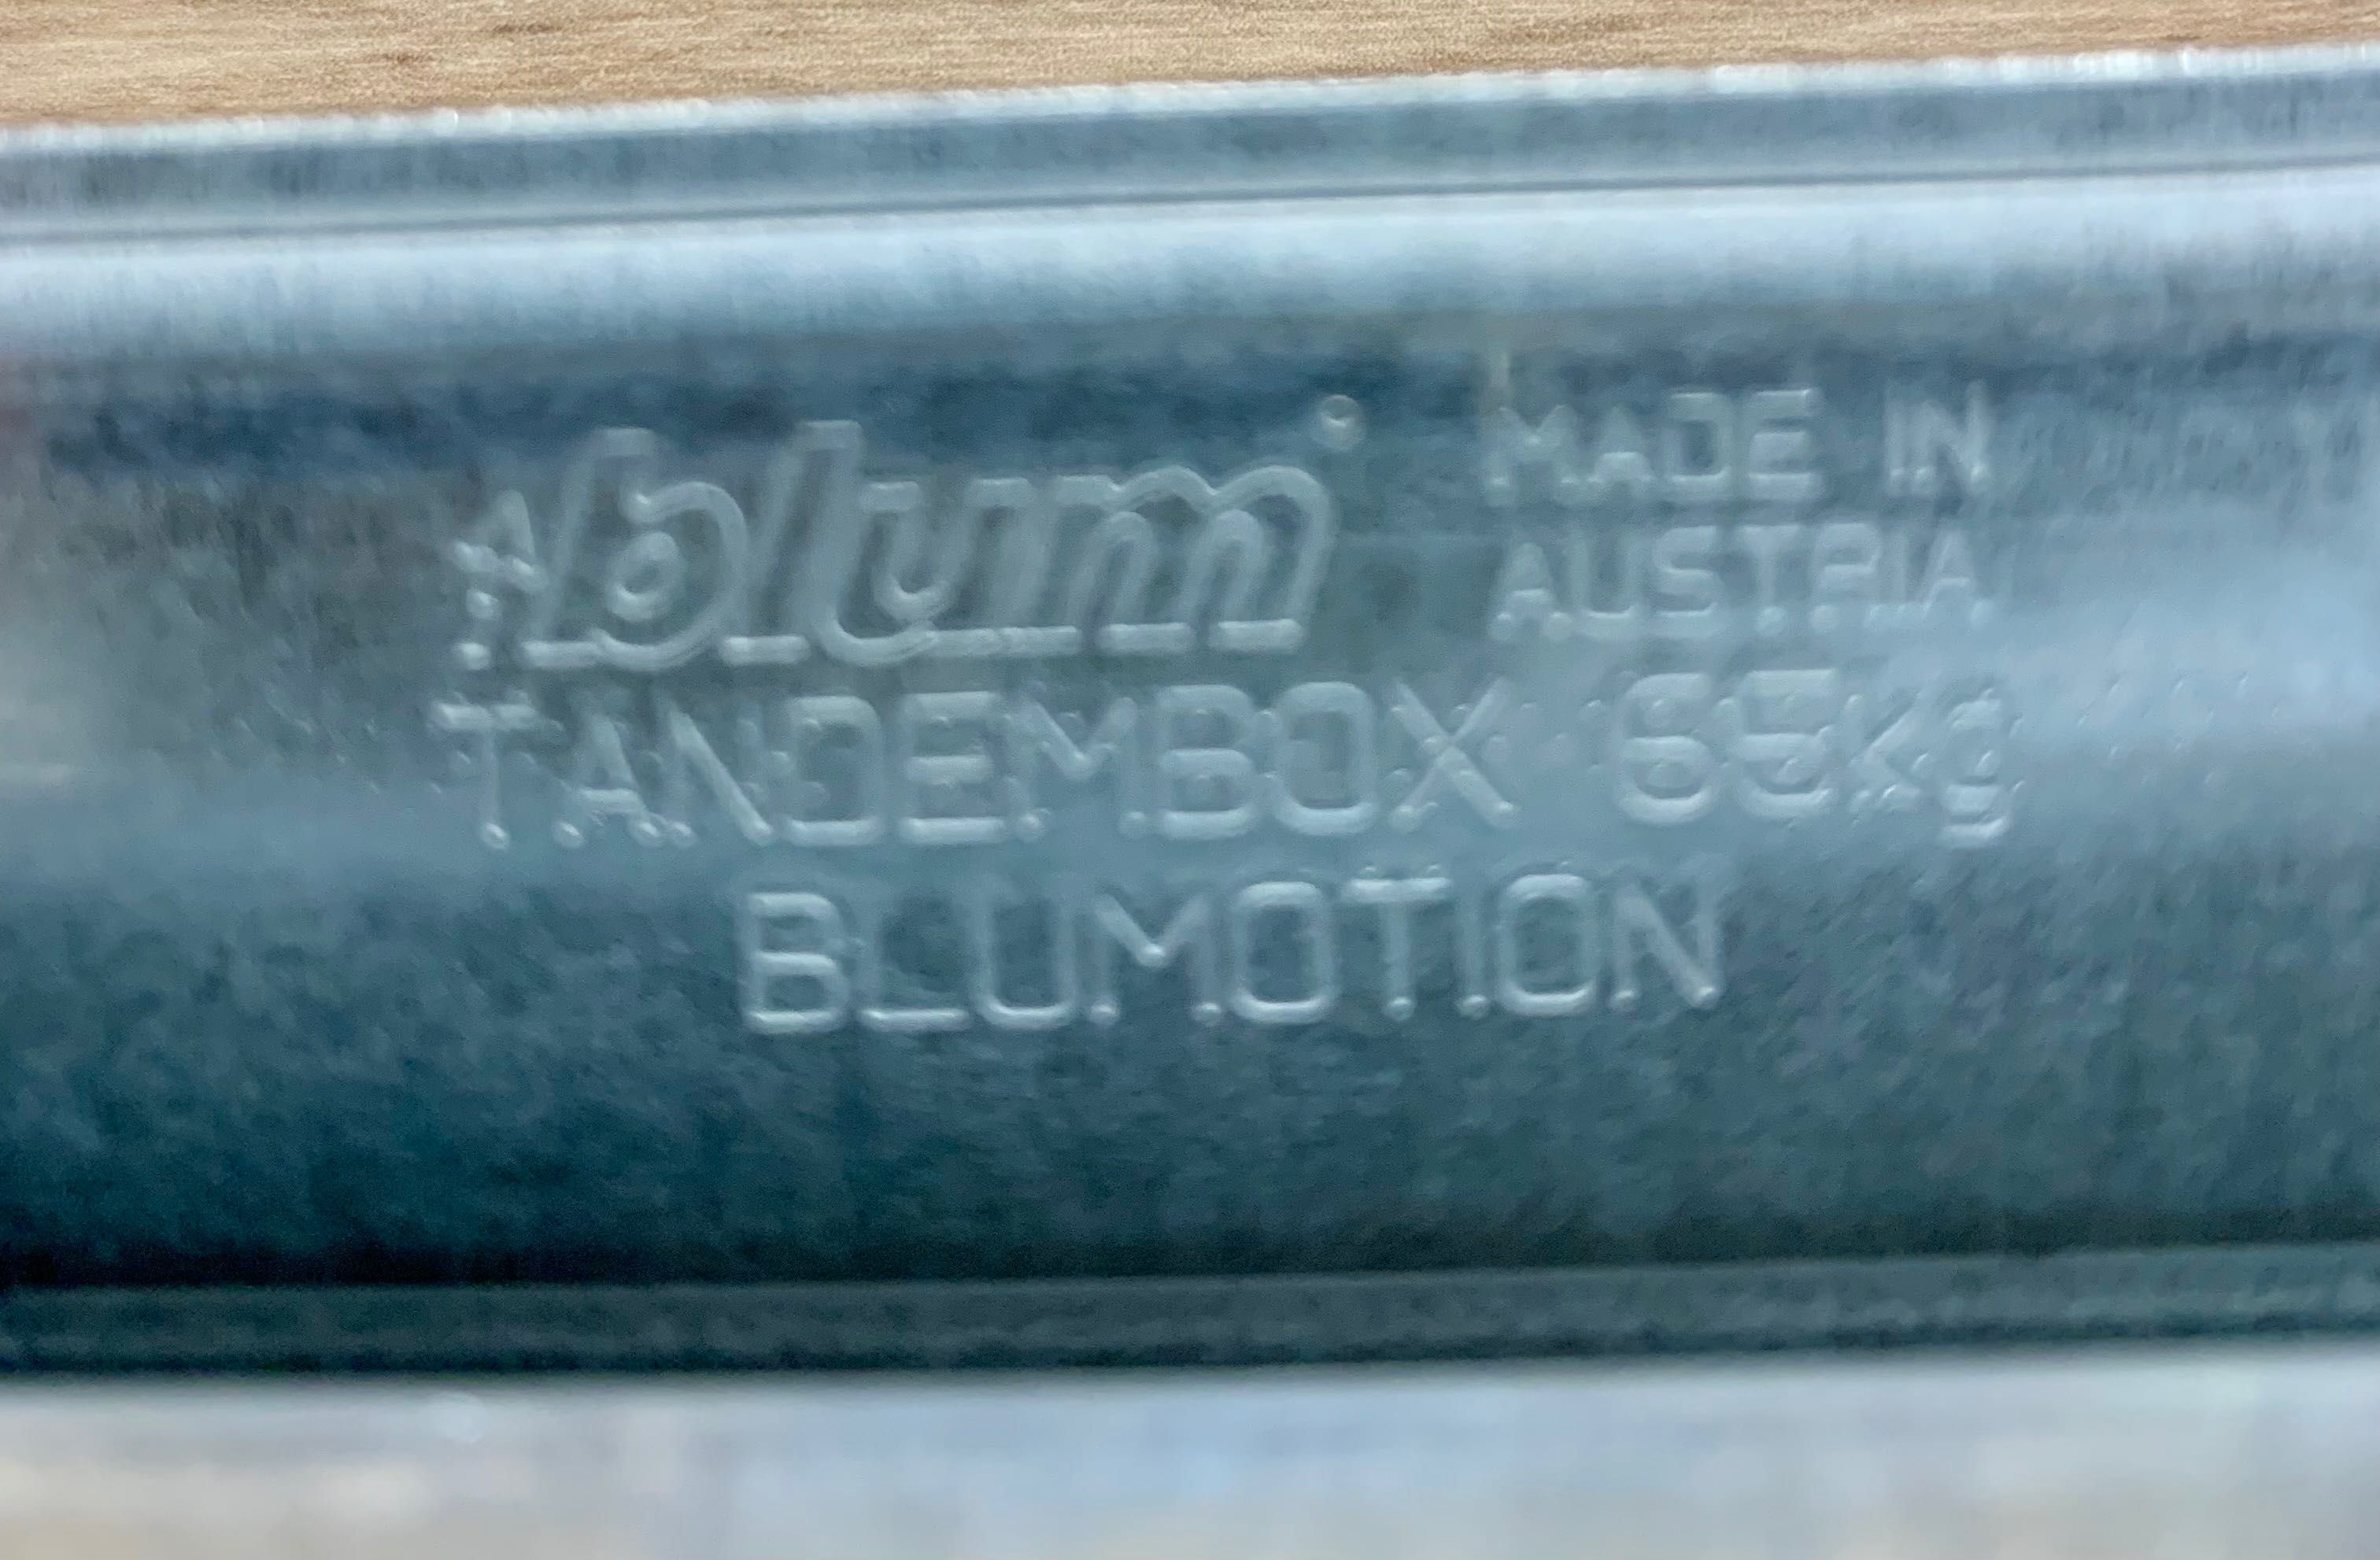 blum
MADE IN
AUSTRIA
TANDEMBOX 65kg
BLUMOTION